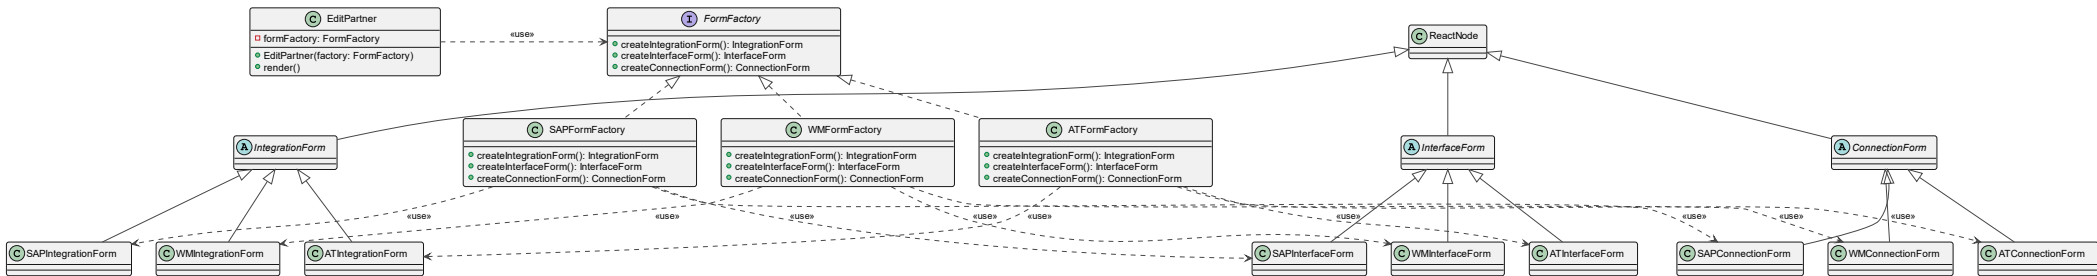 C EditPartner
formFactory: FormFactory
EditPartner(factory: FormFactory)
render()
«use»
I FormFactory
createIntegrationForm(): IntegrationForm
createInterfaceForm(): InterfaceForm
createConnectionForm(): ConnectionForm
C ReactNode
A IntegrationForm
C SAPFormFactory
createIntegrationForm(): IntegrationForm
createInterfaceForm(): InterfaceForm
createConnectionForm(): ConnectionForm
C WMFormFactory
createIntegrationForm(): IntegrationForm
createInterfaceForm(): InterfaceForm
createConnectionForm(): ConnectionForm
C ATFormFactory
createIntegrationForm(): IntegrationForm
createInterfaceForm(): InterfaceForm
createConnectionForm(): ConnectionForm
A InterfaceForm
A ConnectionForm
«use»
«use»
«use»
«use»
«use»
«use»
«use»
«use»
«use»
C SAPIntegrationForm
C WMIntegrationForm
C ATIntegrationForm
C SAPInterfaceForm
C WMInterfaceForm
C ATInterfaceForm
C SAPConnectionForm
C WMConnectionForm
C ATConnectionForm